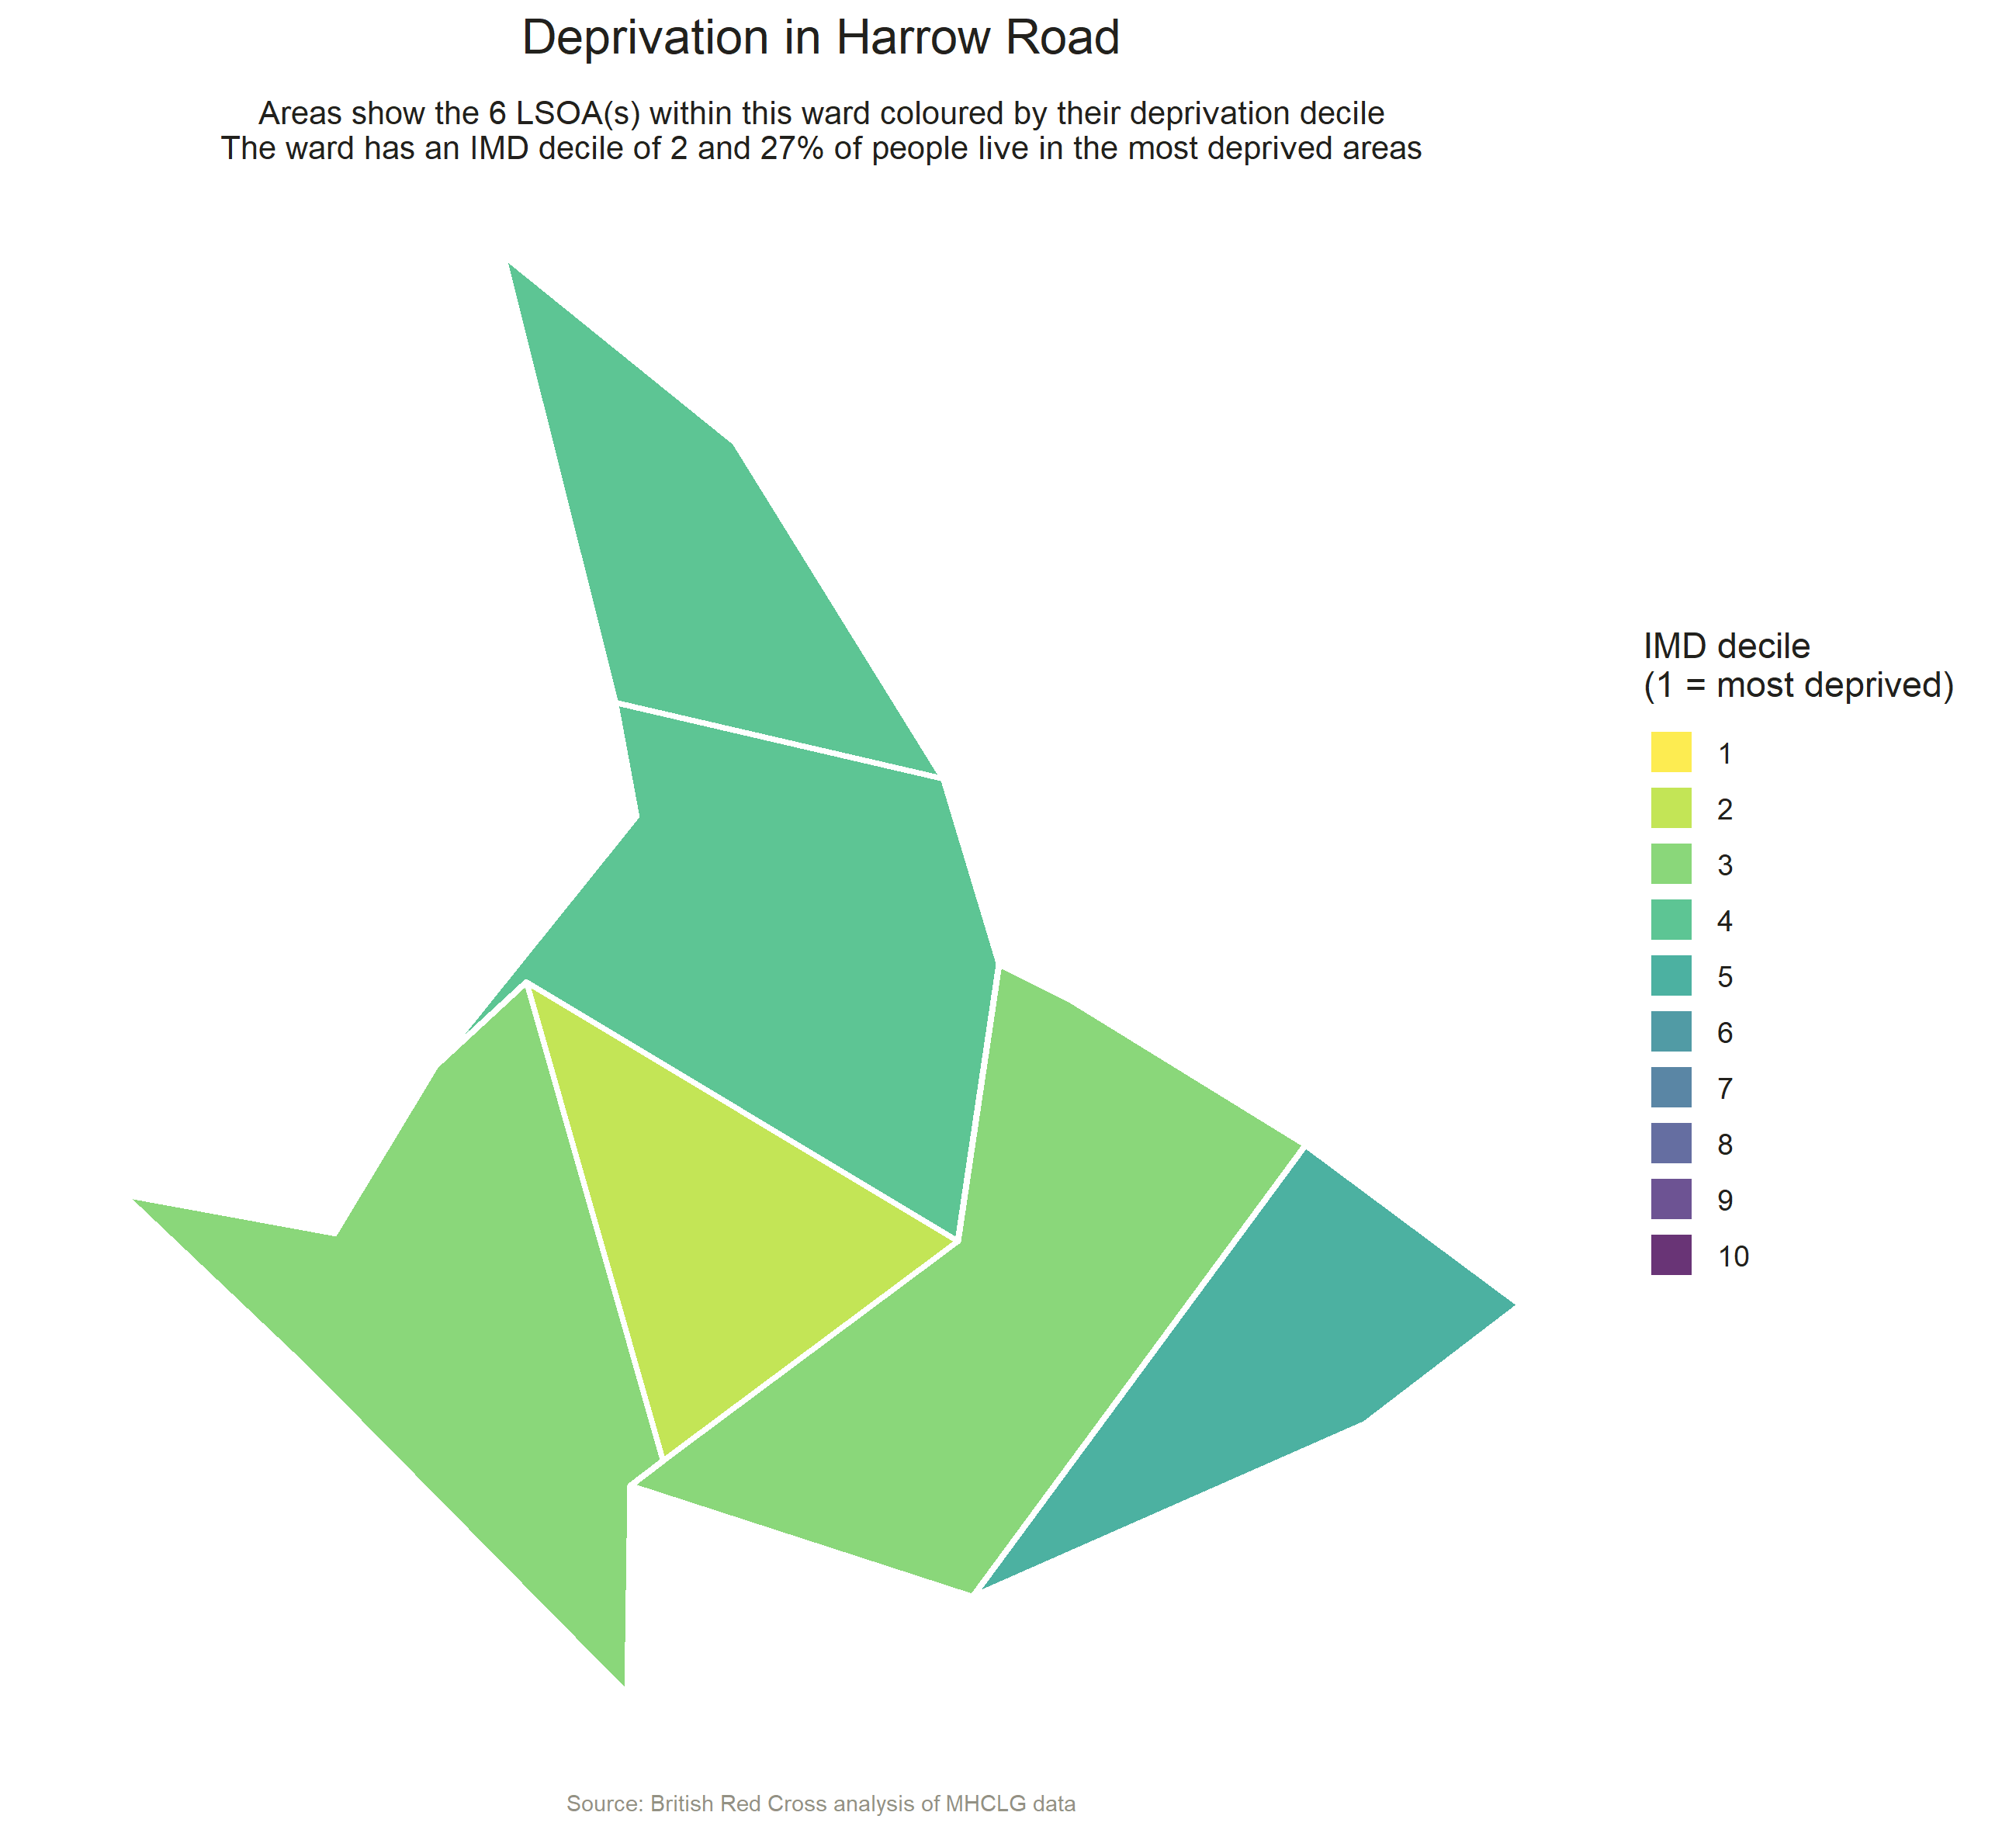 Deprivation in Harrow Road
Areas show the 6 LSOA(s) within this ward coloured by their deprivation decile
The ward has an IMD decile of 2 and 27% of people live in the most deprived areas
IMD decile
(1 = most deprived)
1
2
3
4
5
6
7
8
9
10
Source: British Red Cross analysis of MHCLG data